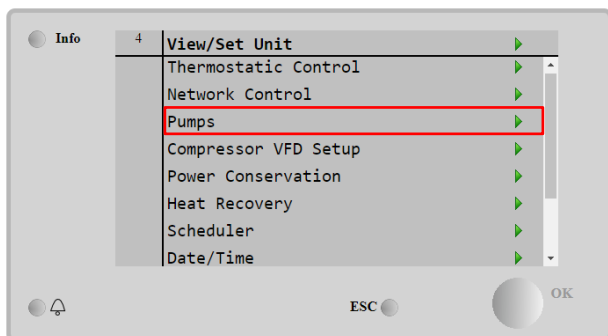 Info
4 View/Set Unit
Thermostatic Control
Network Control
Pumps
Compressor VFD Setup
Power Conservation
Heat Recovery
Scheduler
Date/Time
ESC
OK